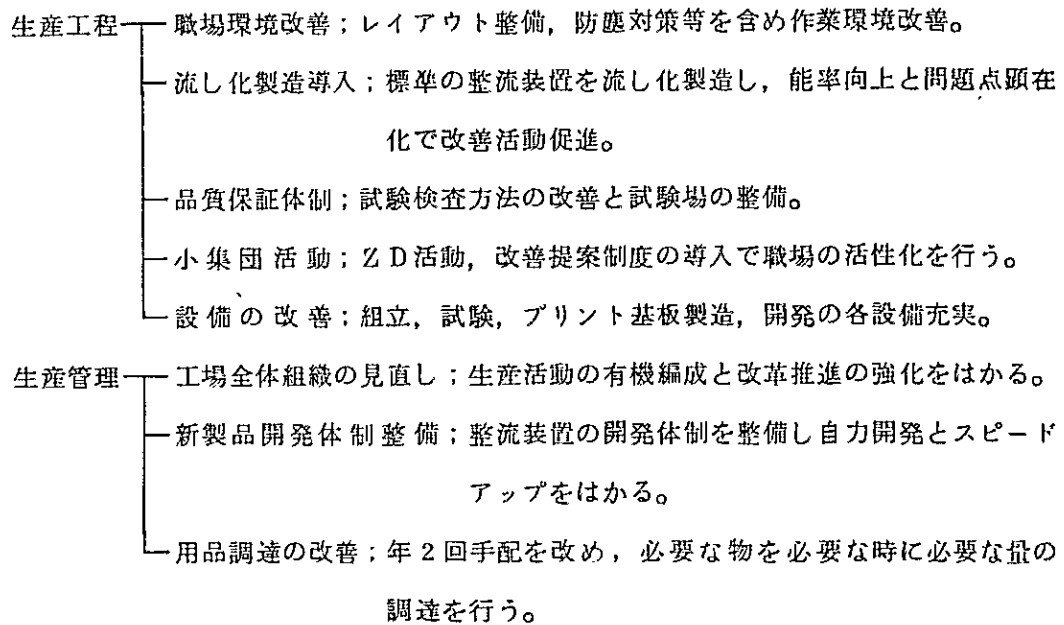 生産工程 職場環境改善；レイアウト整備，防塵対策等を含め作業環境改善。
流し化製造導入；標準の整流装置を流し化製造し，能率向上と問題点顕在
化で改善活動促進。
品質保証体制；試験検査方法の改善と試験場の整備。
小集団活動；ＺＤ活動，改善提案制度の導入で職場の活性化を行う。
設備の改善；組立，試験，プリント基板製造，開発の各設備充実。
生産管理 工場全体組織の見直し；生産活動の有機編成と改革推進の強化をはかる。
新製品開発体制整備；整流装置の開発体制を整備し自力開発とスピード
アップをはかる。
用品調達の改善；年２回手配を改め，必要な物を必要な時に必要な量の
調達を行う。